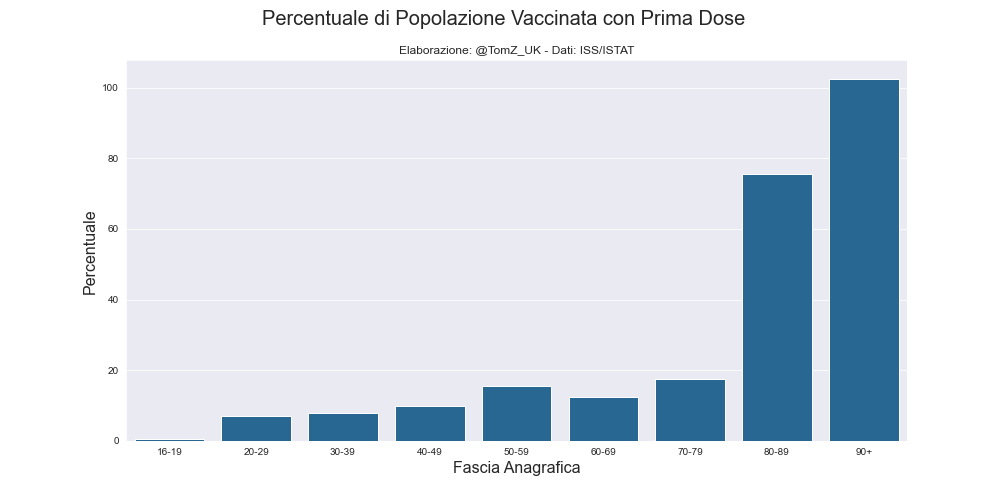 Percentuale di Popolazione Vaccinata con Prima Dose
Elaborazione: @TomZ_UK - Dati: ISS/ISTAT
100
80
60
40
20
0
Percentuale
16-19 20-29 30-39 40-49 50-59 60-69 70-79 80-89 90+
Fascia Anagrafica